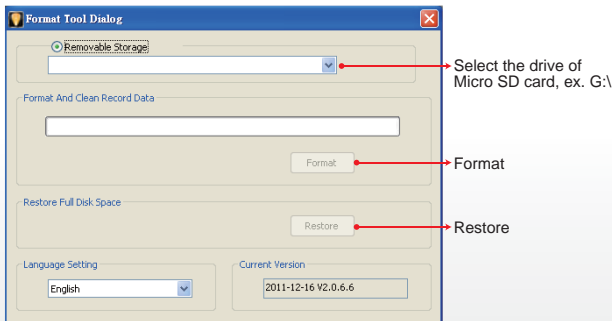 Format Tool Dialog
Removable Storage
Select the drive of
Micro SD card, ex. G:\
Format And Clean Record Data
Format
Format
Restore Full Disk Space
Restore
Restore
Language Setting
Current Version
English
2011-12-16 V2.0.6.6